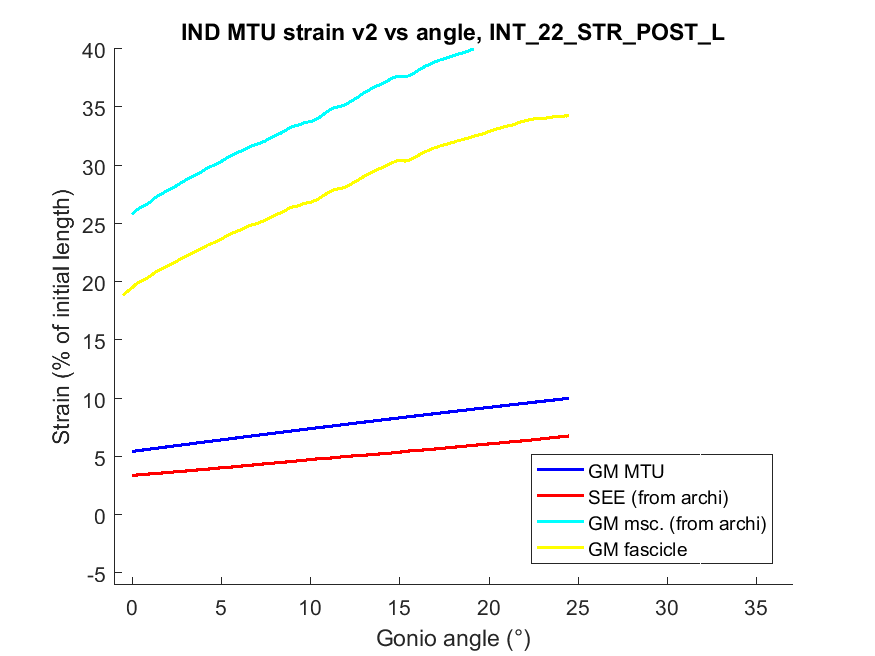 IND MTU strain v2 vs angle, INT_22_STR_POST_L
Strain (% of initial length)
40
35
30
25
20
15
10
5
0
-5
0 5 10 15 20 25 30 35
Gonio angle (°)
GM MTU
SEE (from archi)
GM msc. (from archi)
GM fascicle